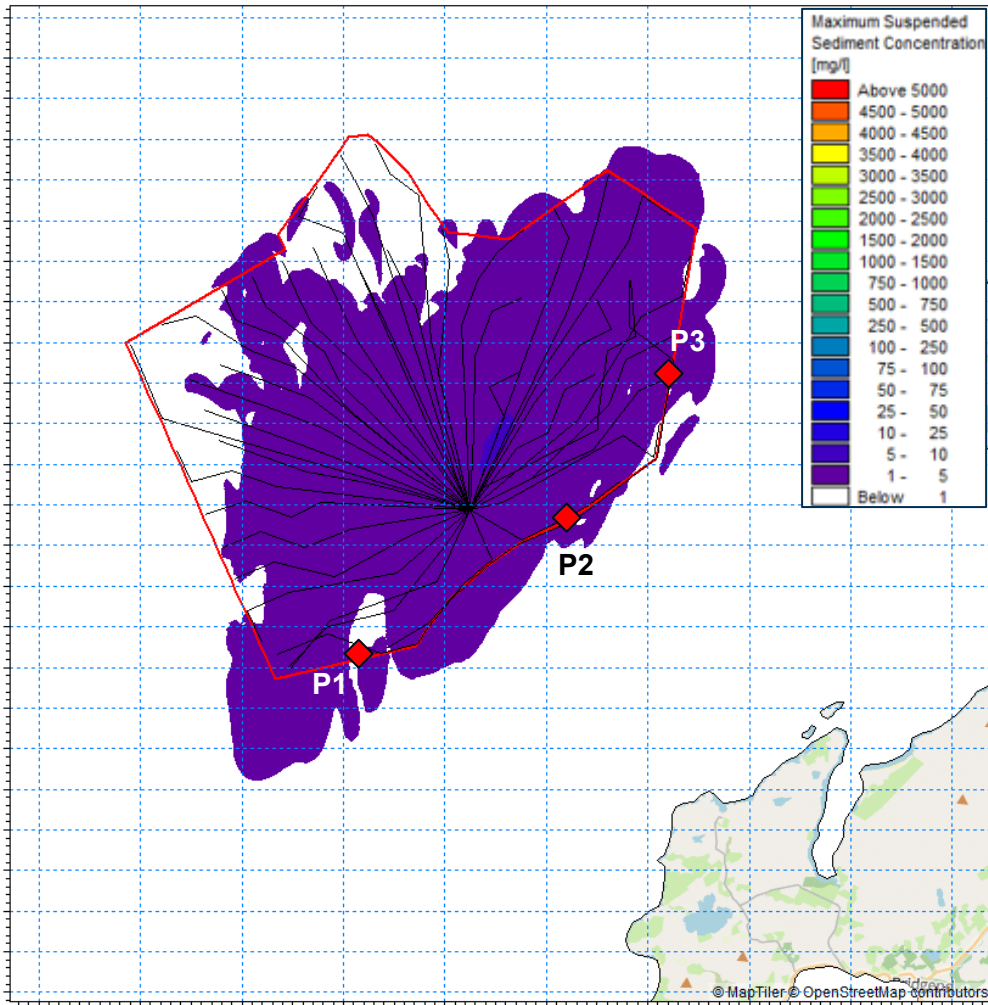 Maximum Suspended
Sediment Concentration
[mg/l]
Above 5000
4500 - 5000
4000 - 4500
3500 - 4000
3000 - 3500
2500 - 3000
2000 - 2500
1500 - 2000
1000 - 1500
750 - 1000
500 - 750
250 - 500
100 - 250
75 - 100
50 - 75
25 - 50
10 - 25
5 - 10
1 - 5
Below 1
P3
P2
P1
© MapTiler © OpenStreetMap contributors